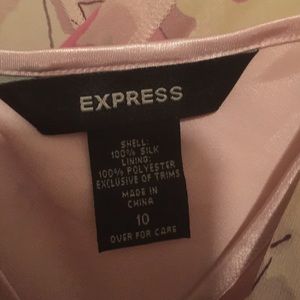 EXPRESS
SHELL:
100% SILK
LINING:
100% POLYESTER
EXCLUSIVE OF TRIMS
MADE IN
CHINA
10
OVER FOR CARE